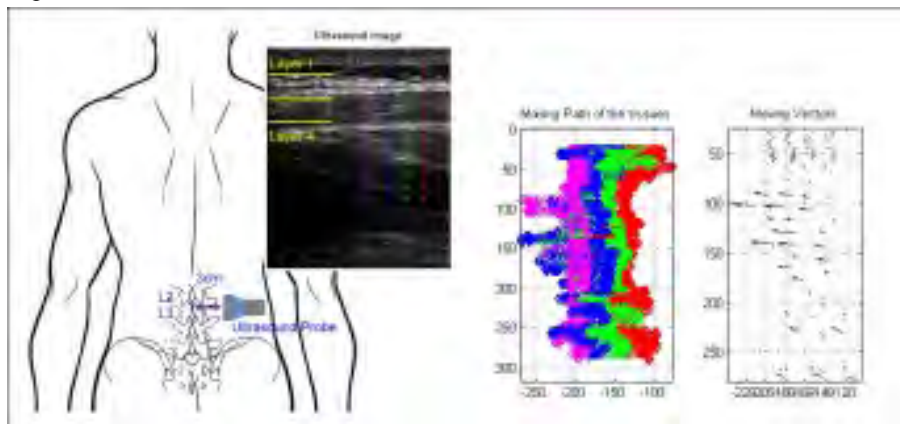 Ultrasound image
Layer 1
Layer 4
3cm
L2
L3
Ultrasound Probe
Moving Path of the tissues
0
50
100
150
200
250
300
-250
-200
-150
-100
Moving Vectors
50
100
150
200
250